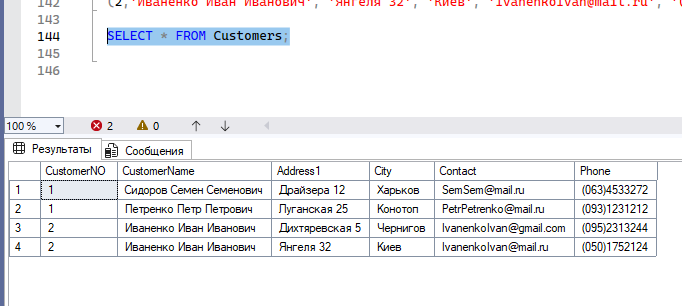 142 (2,'Иваненко Иван Иванович', 'Янгеля 32', 'Киев', 'IvanenkoIvan@mail.ru',
143
144 SELECT * FROM Customers;
145
146
100 % 2 0
Результаты Сообщения
CustomerNO CustomerName Address1 City Contact Phone
1 1 Сидоров Семен Семенович Драйзера 12 Харьков SemSem@mail.ru (063)4533272
2 1 Петренко Петр Петрович Луганская 25 Конотоп PetrPetrenko@mail.ru (093)1231212
3 2 Иваненко Иван Иванович Дихтяревская 5 Чернигов IvanenkoIvan@gmail.com (095)2313244
4 2 Иваненко Иван Иванович Янгеля 32 Киев IvanenkoIvan@mail.ru (050)1752124